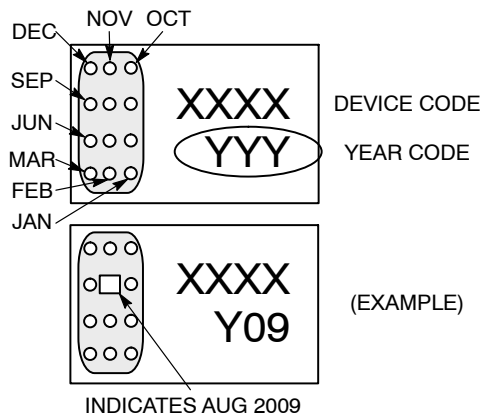 NOV OCT
DEC
SEP
XXXX DEVICE CODE
JUN
YYY YEAR CODE
MAR
FEB
JAN
XXXX
(EXAMPLE)
Y09
INDICATES AUG 2009